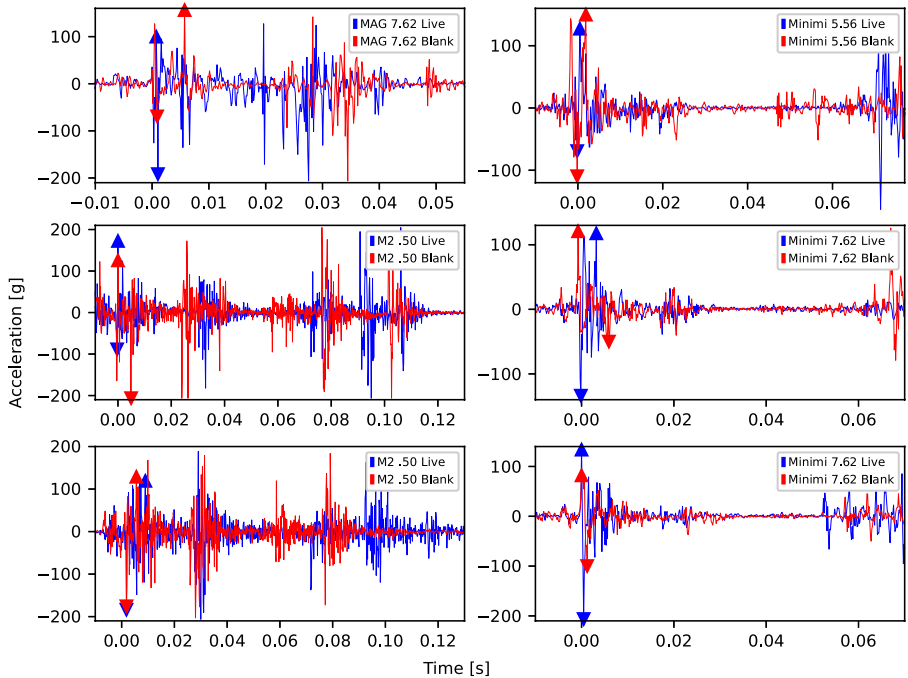 MAG 7.62 Live
MAG 7.62 Blank
100
0
−100
−200
−0.01 0.00 0.01 0.02 0.03 0.04 0.05
Minimi 5.56 Live
Minimi 5.56 Blank
100
0
−100
0.00 0.02 0.04 0.06
M2 .50 Live
M2 .50 Blank
200
100
0
−100
−200
0.00 0.02 0.04 0.06 0.08 0.10 0.12
Minimi 7.62 Live
Minimi 7.62 Blank
100
0
−100
0.00 0.02 0.04 0.06
M2 .50 Live
M2 .50 Blank
200
100
0
−100
−200
0.00 0.02 0.04 0.06 0.08 0.10 0.12
Minimi 7.62 Live
Minimi 7.62 Blank
100
0
−100
−200
0.00 0.02 0.04 0.06
Acceleration [g]
Time [s]